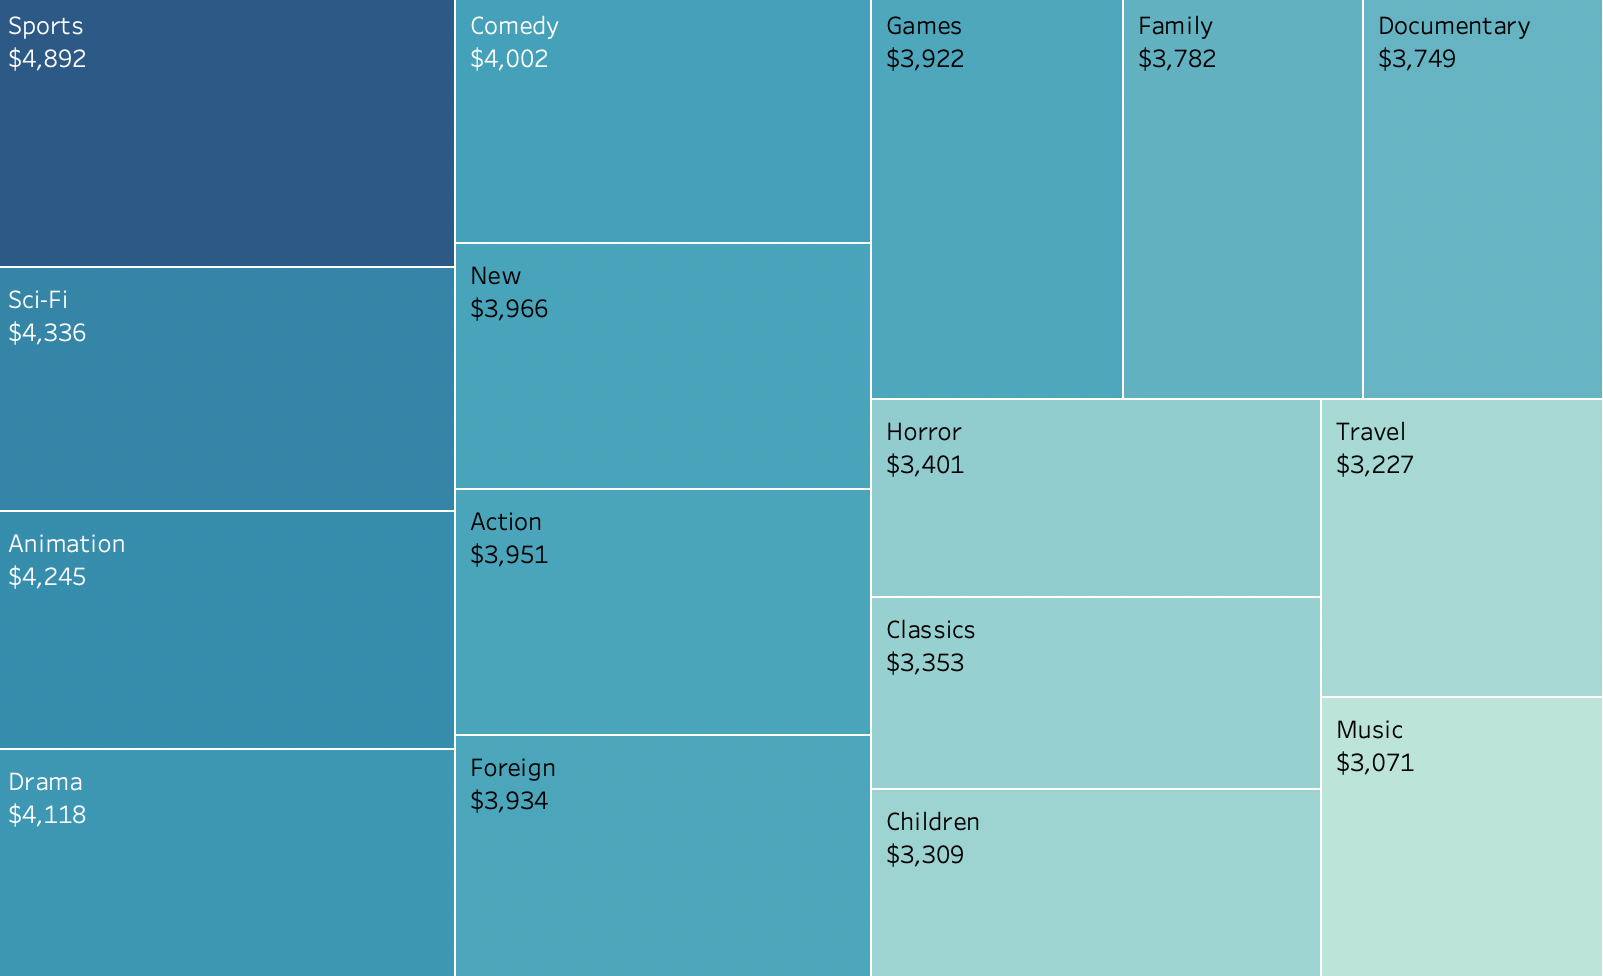 Sports
$4,892
Sci-Fi
$4,336
Animation
$4,245
Drama
$4,118
Comedy
$4,002
New
$3,966
Action
$3,951
Foreign
$3,934
Games
$3,922
Family
$3,782
Documentary
$3,749
Horror
$3,401
Classics
$3,353
Children
$3,309
Travel
$3,227
Music
$3,071